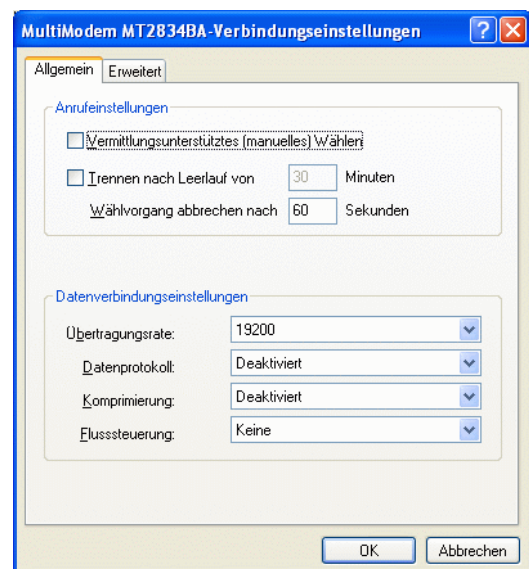 MultiModem MT2834BA-Verbindungseinstellungen
Allgemein Erweitert
Anrufeinstellungen
Vermittlungsunterstütztes (manuelles) Wählen
Trennen nach Leerlauf von 30 Minuten
Wählvorgang abbrechen nach 60 Sekunden
Datenverbindungseinstellungen
Übertragungsrate: 19200
Datenprotokoll: Deaktiviert
Komprimierung: Deaktiviert
Flusssteuerung: Keine
OK Abbrechen